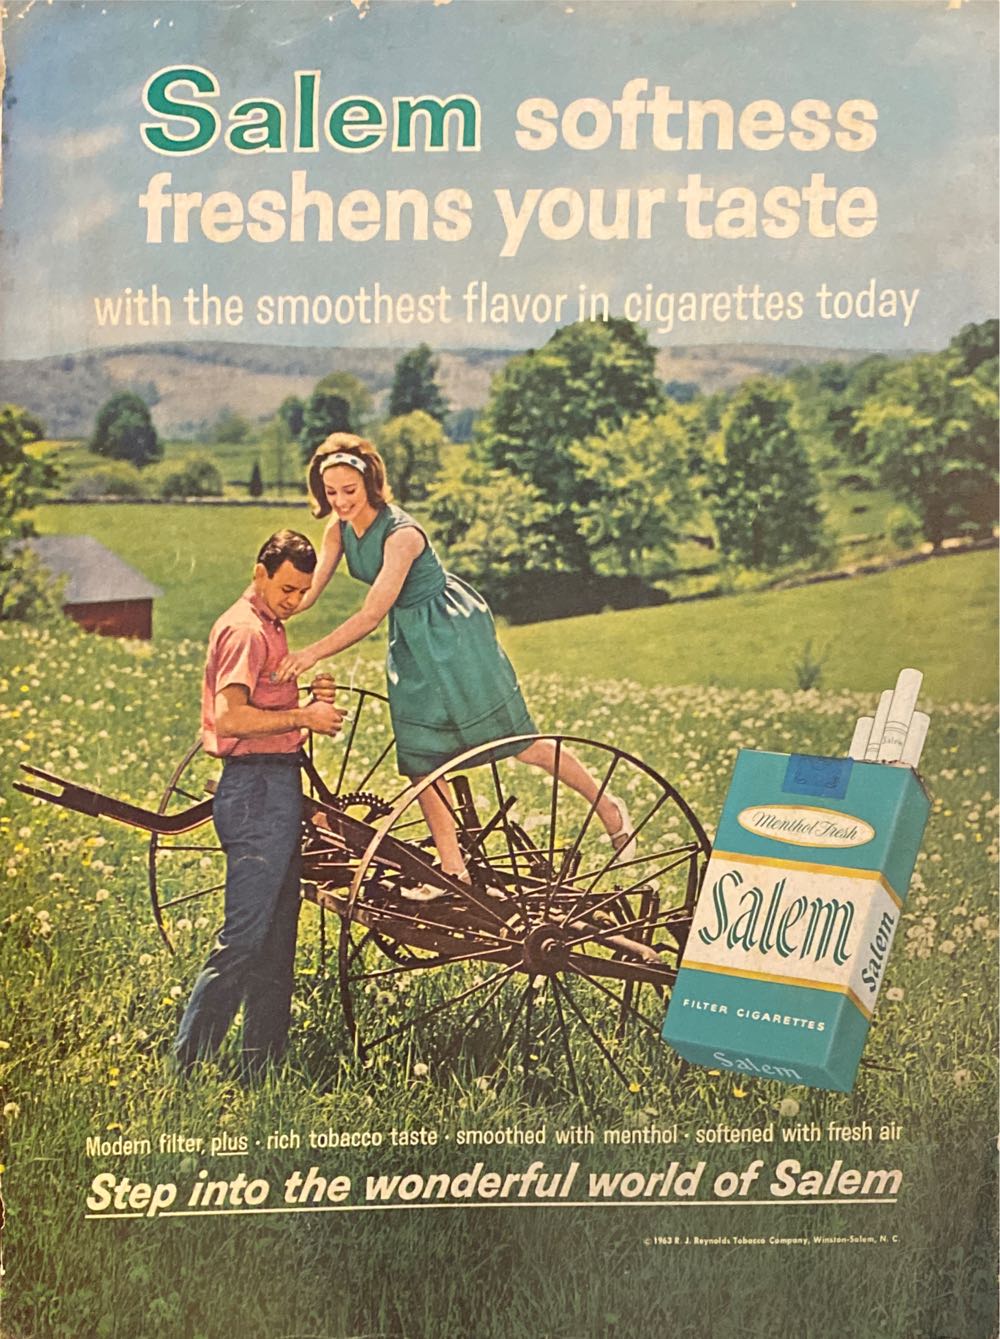 Salem softness
freshens your taste
with the smoothest flavor in cigarettes today
Salem
Menthol Fresh
Salem
Salem
FILTER CIGARETTES
Salem
Modern filter, plus · rich tobacco taste · smoothed with menthol · softened with fresh air
Step into the wonderful world of Salem
© 1963 R. J. Reynolds Tobacco Company, Winston-Salem, N. C.